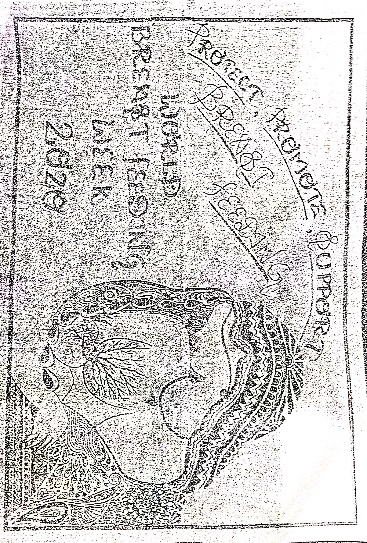 PROTECT, PROMOTE, SUPPORT
BREAST
FEEDING
WORLD
BREAST FEEDING
WEEK
2020